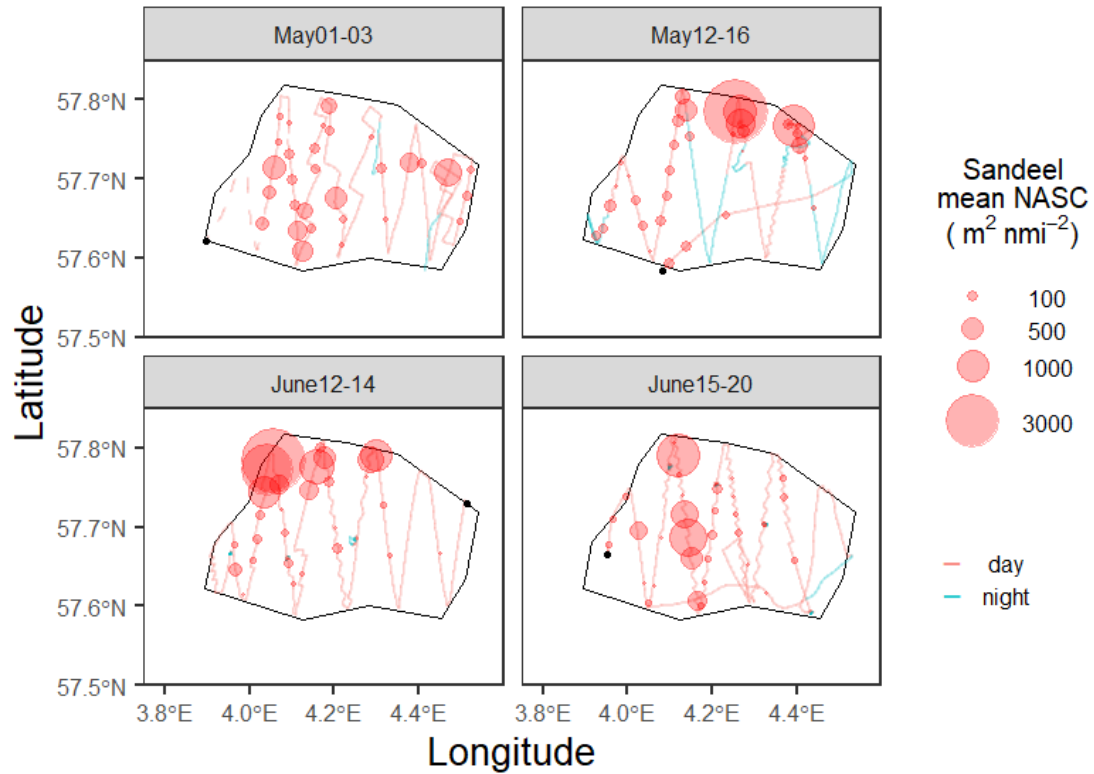 May01-03
May12-16
57.8°N
57.7°N
57.6°N
57.5°N
June12-14
June15-20
57.8°N
57.7°N
57.6°N
57.5°N
3.8°E 4.0°E 4.2°E 4.4°E
3.8°E 4.0°E 4.2°E 4.4°E
Longitude
Latitude
Sandeel
mean NASC
( m² nmi⁻²)
100
500
1000
3000
day
night